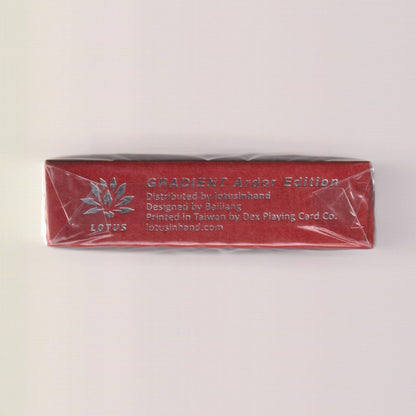 GRADIENT Ardor Edition
Distributed by lotusinhand
Designed by Bailiang
Printed in Taiwan by Dex Playing Card Co.
lotusinhand.com
LOTUS